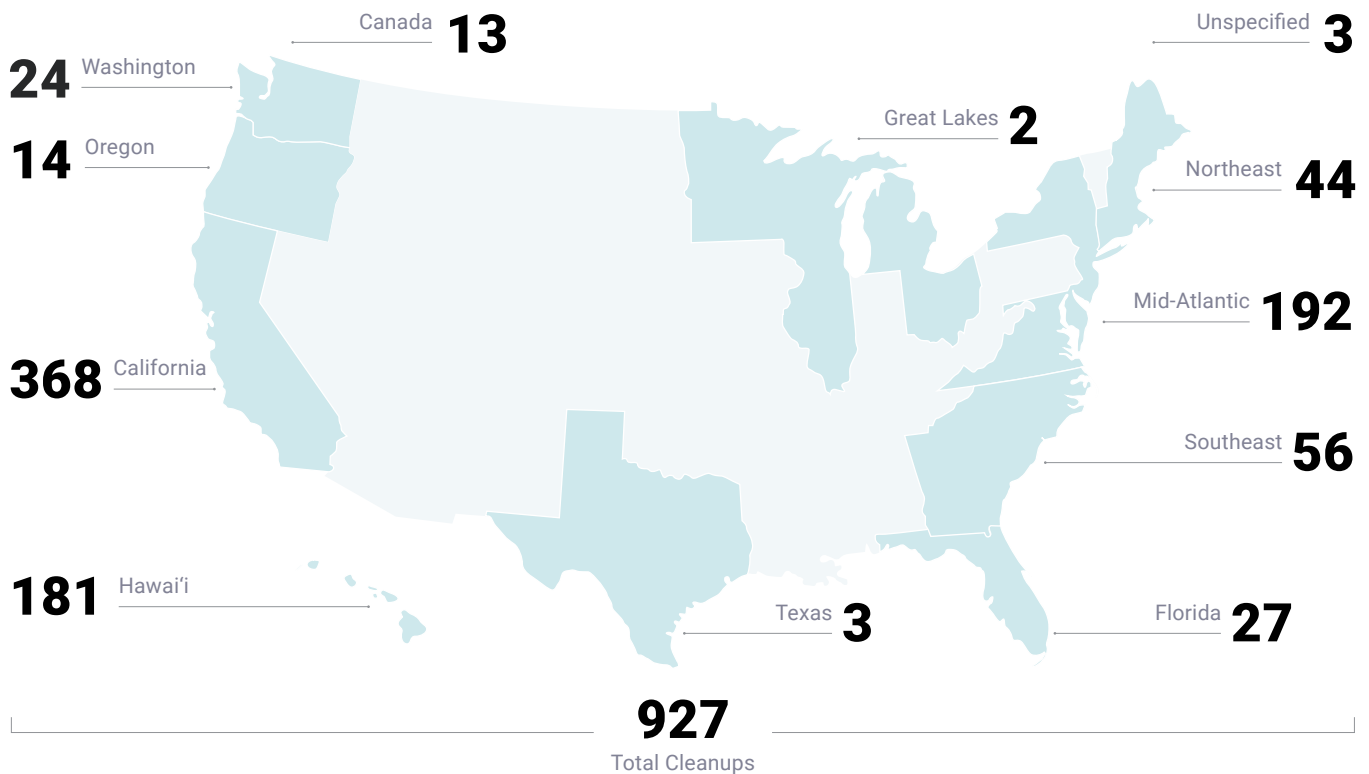 Canada 13
Unspecified 3
24 Washington
Great Lakes 2
14 Oregon
Northeast 44
Mid-Atlantic 192
368 California
Southeast 56
181 Hawaiʻi
Texas 3
Florida 27
927
Total Cleanups